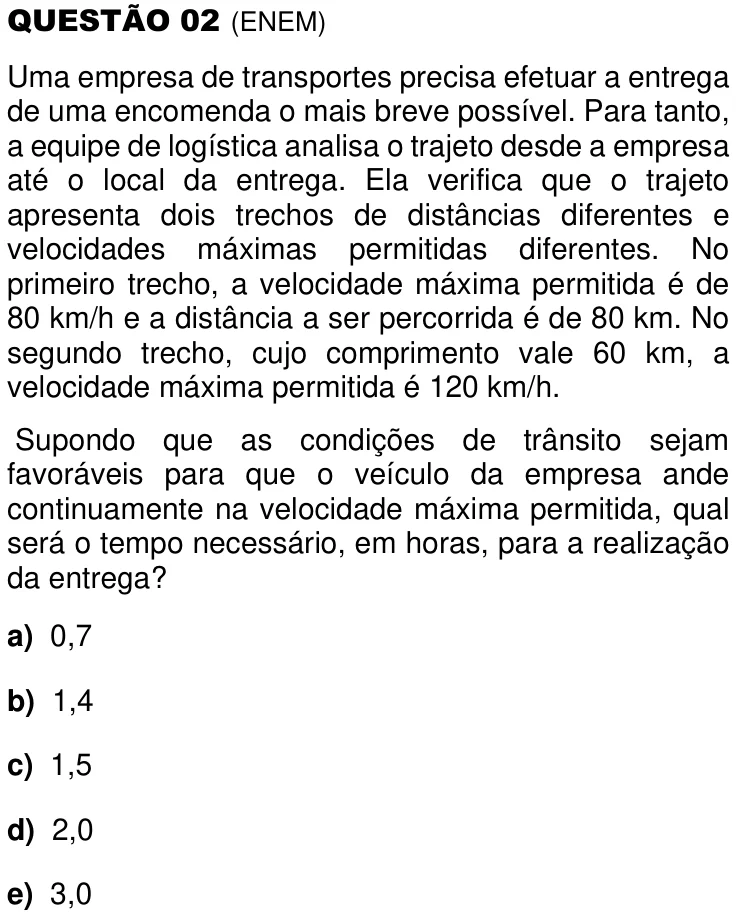 QUESTÃO 02 (ENEM)
Uma empresa de transportes precisa efetuar a entrega
de uma encomenda o mais breve possível. Para tanto,
a equipe de logística analisa o trajeto desde a empresa
até o local da entrega. Ela verifica que o trajeto
apresenta dois trechos de distâncias diferentes e
velocidades máximas permitidas diferentes. No
primeiro trecho, a velocidade máxima permitida é de
80 km/h e a distância a ser percorrida é de 80 km. No
segundo trecho, cujo comprimento vale 60 km, a
velocidade máxima permitida é 120 km/h.
Supondo que as condições de trânsito sejam
favoráveis para que o veículo da empresa ande
continuamente na velocidade máxima permitida, qual
será o tempo necessário, em horas, para a realização
da entrega?
a) 0,7
b) 1,4
c) 1,5
d) 2,0
e) 3,0